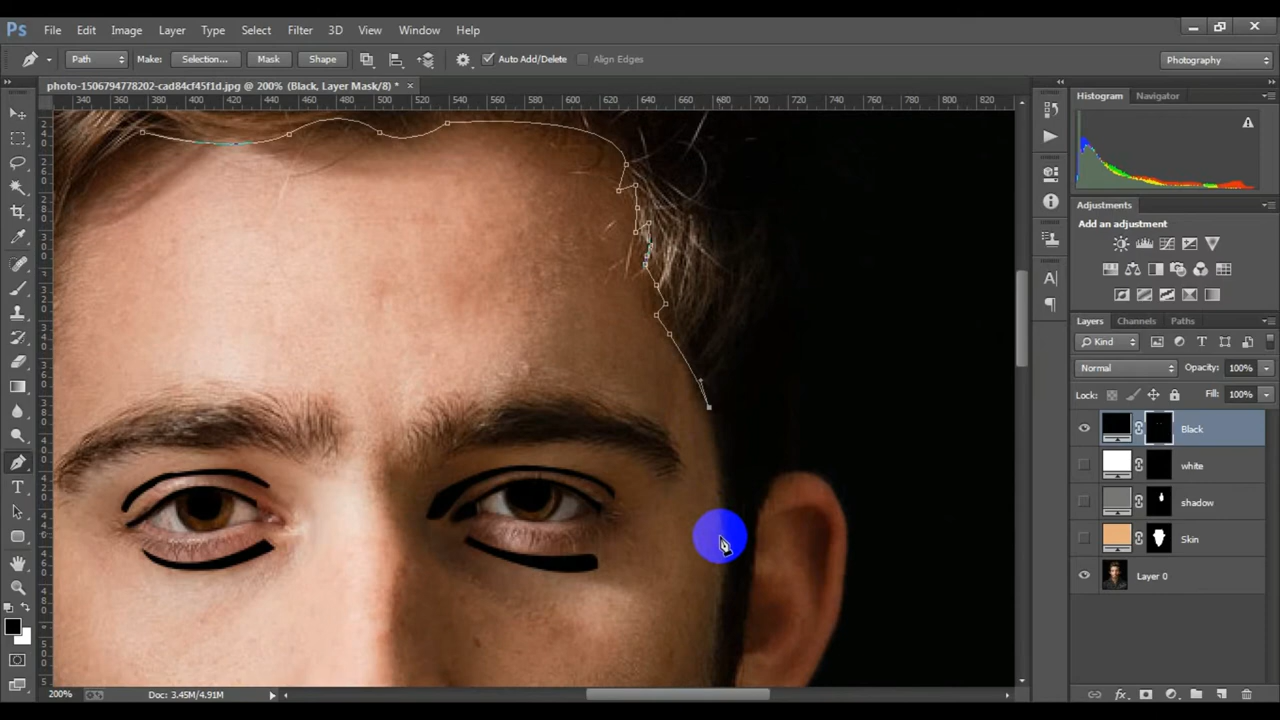 Ps File Edit Image Layer Type Select Filter 3D View Window Help
Path Make: Selection... Mask Shape Auto Add/Delete Align Edges Photography
photo-1506794778202-cad84cf45f1d.jpg @ 200% (Black, Layer Mask/8) * ×
340 360 380 400 420 440 460 480 500 520 540 560 580 600 620 640 660 680 700 720 740 760 780 800 820
Histogram Navigator
Adjustments
Add an adjustment
Layers Channels Paths
Kind
Normal Opacity: 100%
Lock: Fill: 100%
Black
white
shadow
Skin
Layer 0
200% Doc: 3.45M/4.91M